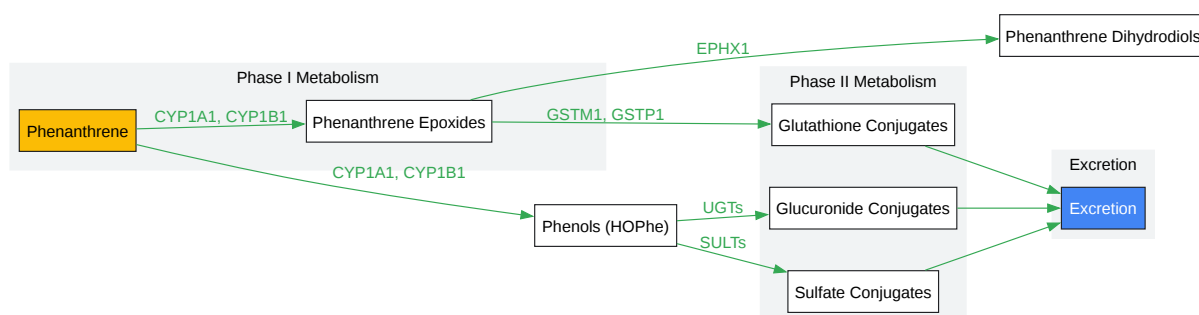 Phenanthrene Dihydrodiols
EPHX1
Phase I Metabolism
Phase II Metabolism
Phenanthrene
CYP1A1, CYP1B1
Phenanthrene Epoxides
GSTM1, GSTP1
Glutathione Conjugates
CYP1A1, CYP1B1
Excretion
Phenols (HOPhe)
UGTs
Glucuronide Conjugates
Excretion
SULTs
Sulfate Conjugates